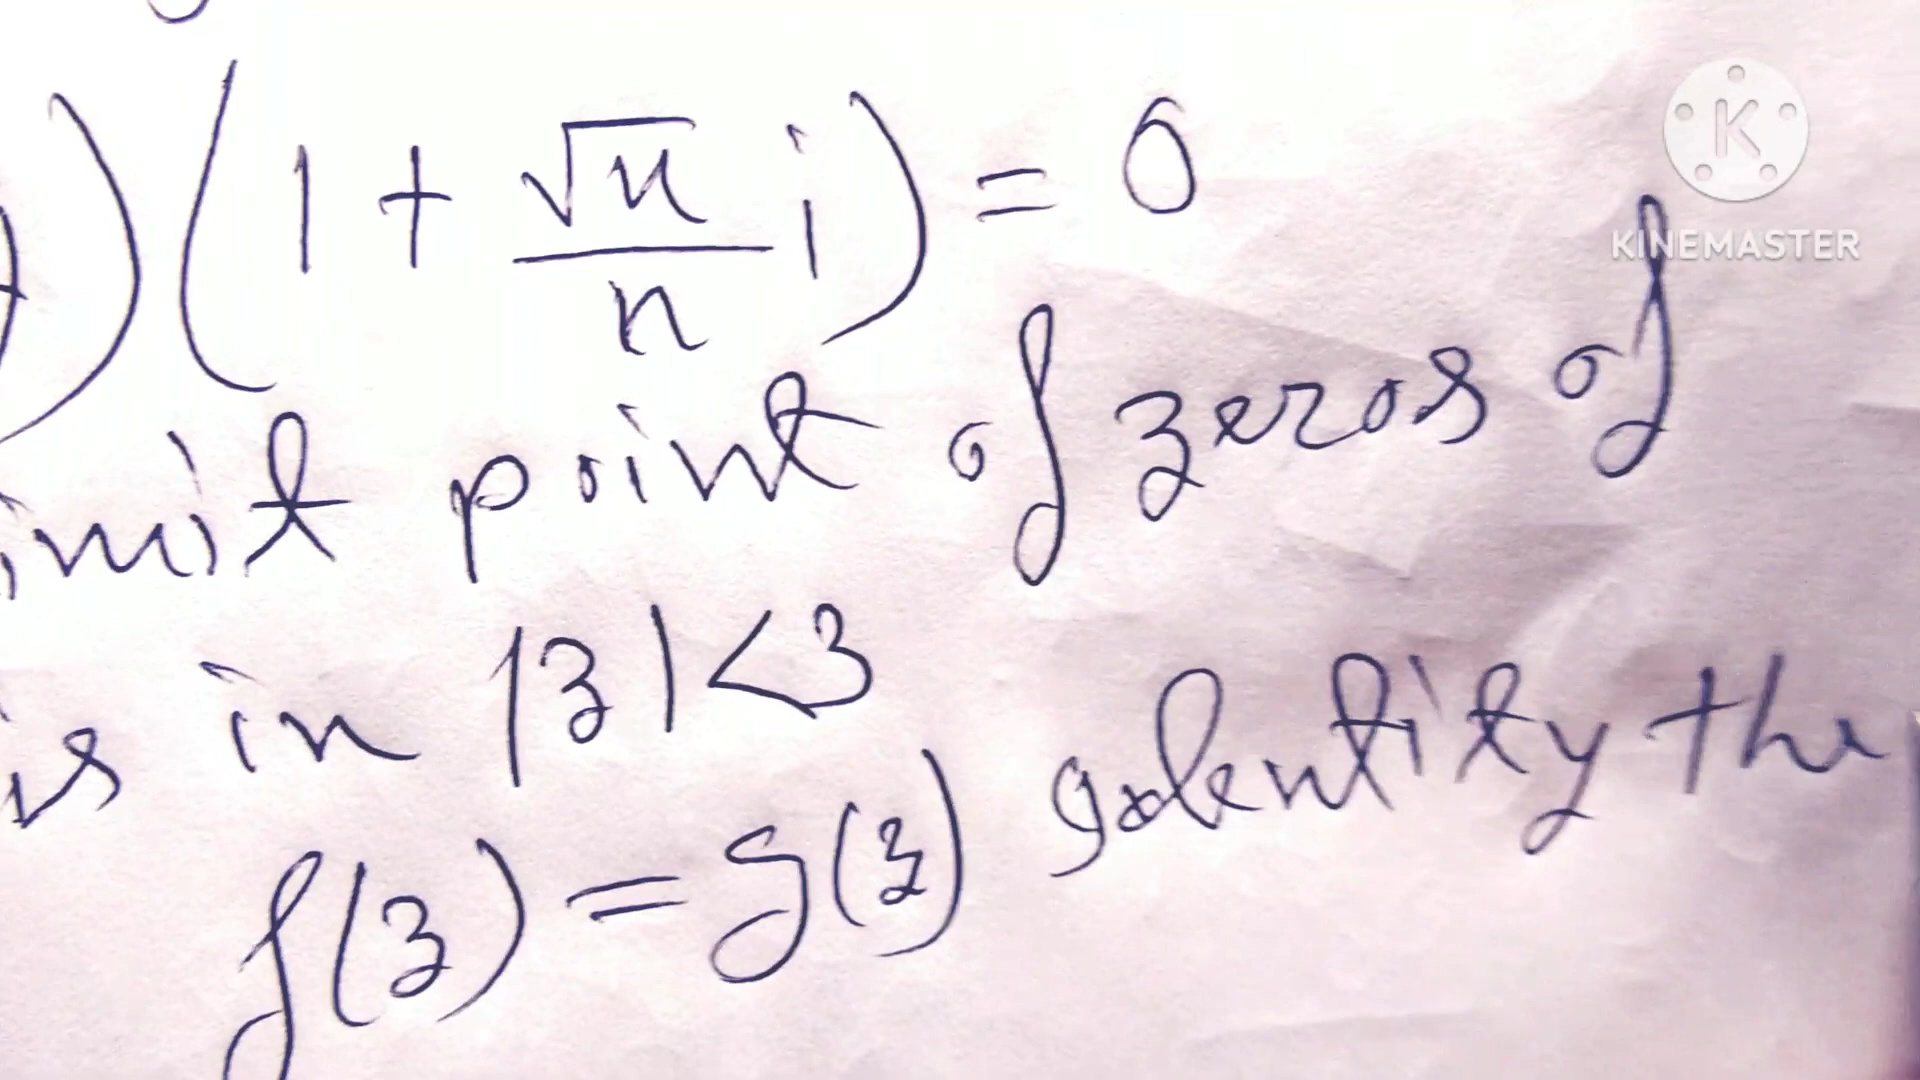 ) (1 + √n/n i) = 0
imit point of zeros of
is in |z|<3
f(z) = g(z) identity the
K
KINEMASTER